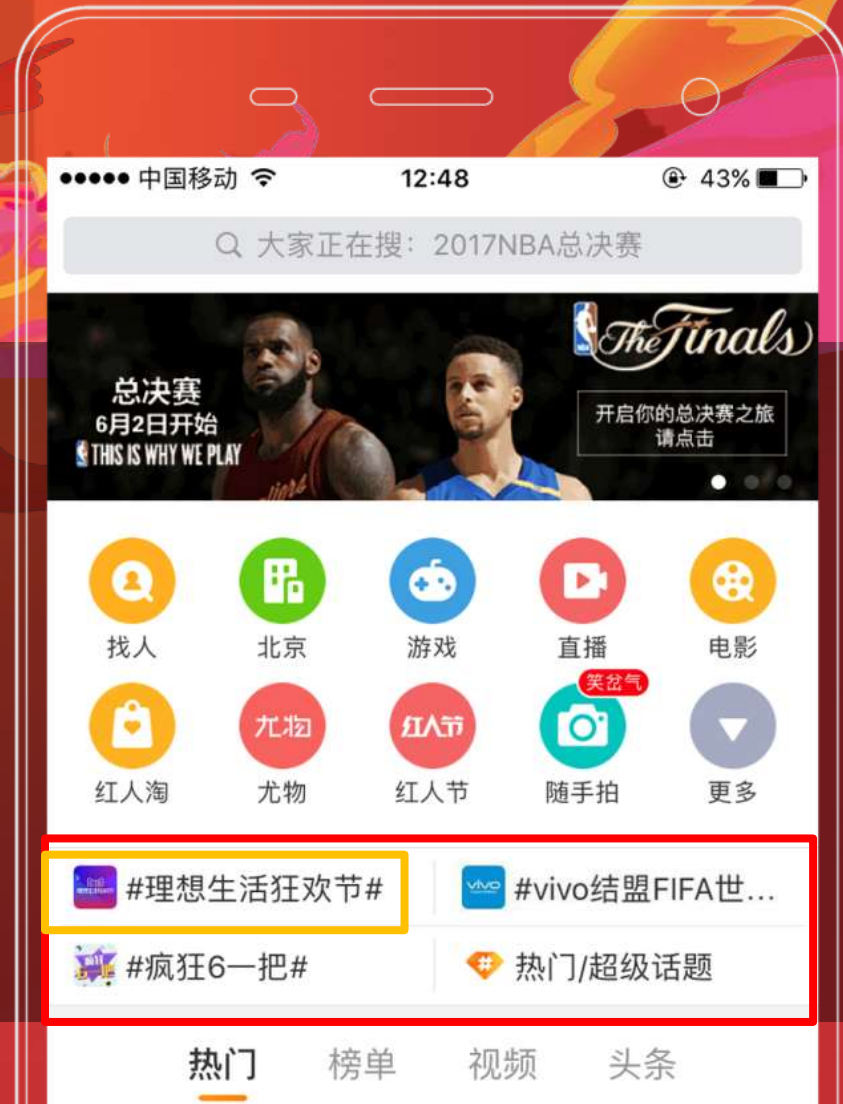 中国移动 12:48 43%
大家正在搜：2017NBA总决赛
The Finals
总决赛
6月2日开始
THIS IS WHY WE PLAY
开启你的总决赛之旅
请点击
找人 北京 游戏 直播 电影
笑岔气
尤物 红人节
红人淘 尤物 红人节 随手拍 更多
#理想生活狂欢节# vivo #vivo结盟FIFA世...
#疯狂6一把# # 热门/超级话题
热门 榜单 视频 头条